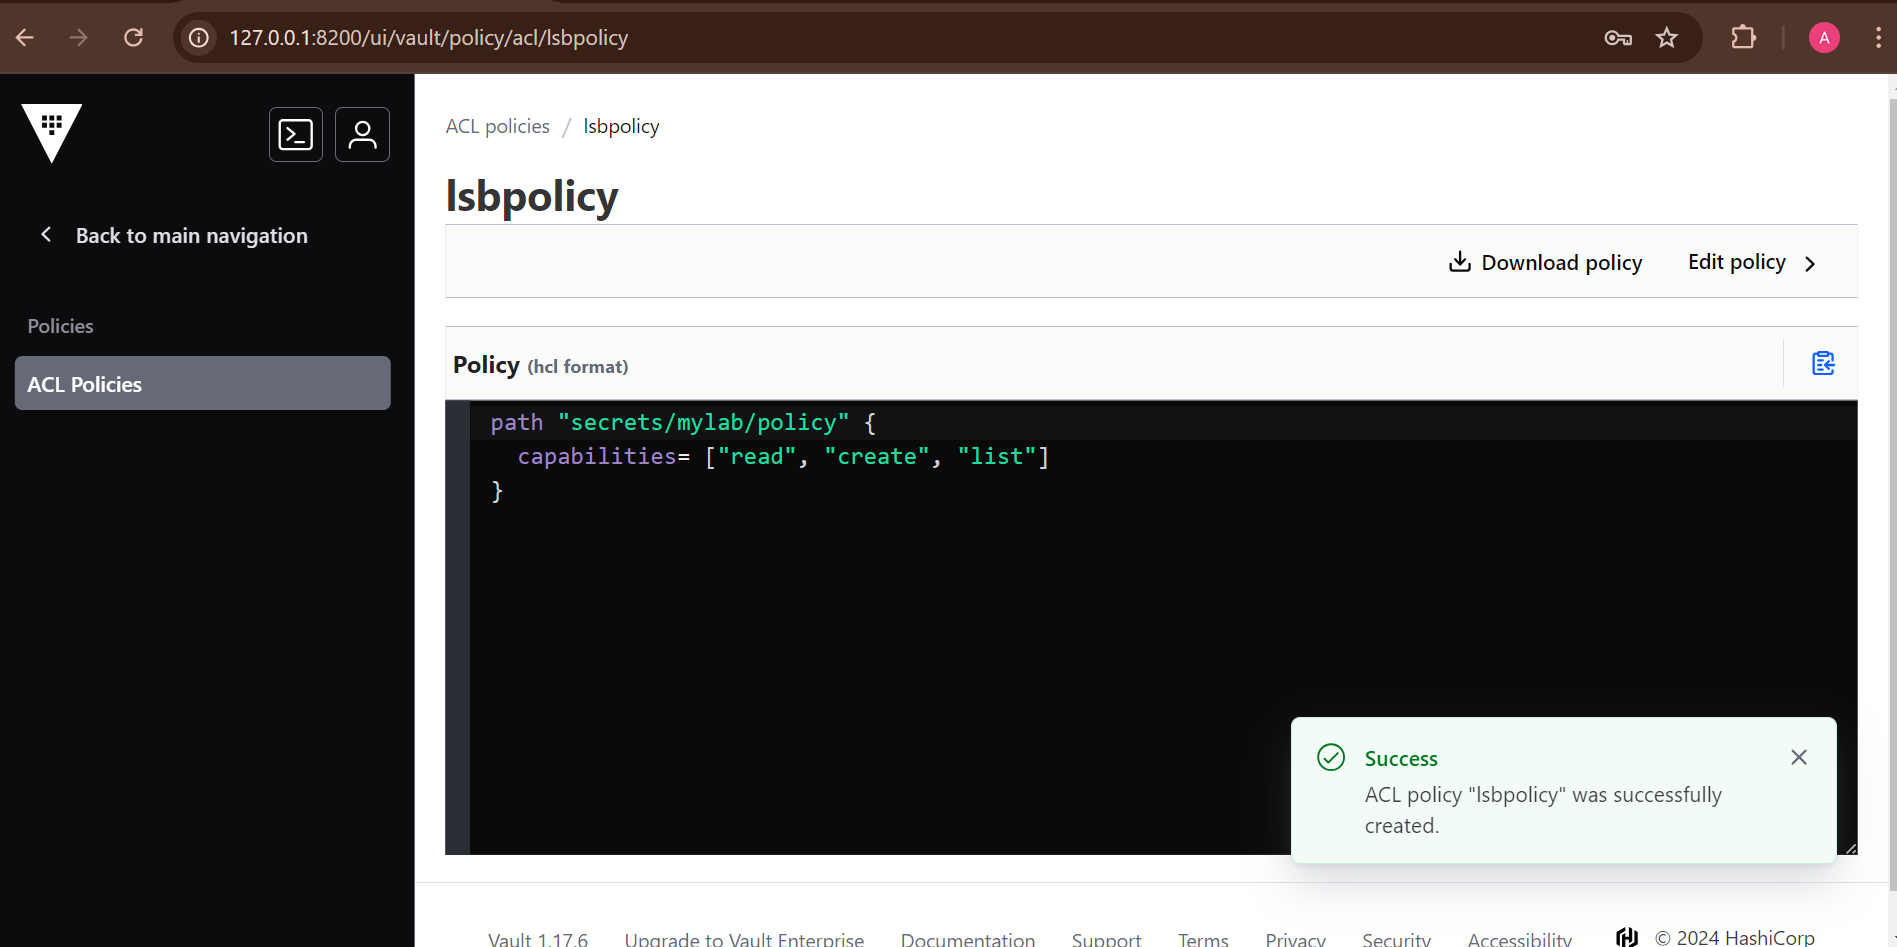 127.0.0.1:8200/ui/vault/policy/acl/lsbpolicy
A
ACL policies / lsbpolicy
lsbpolicy
Back to main navigation
Download policy
Edit policy
Policies
Policy (hcl format)
ACL Policies
path "secrets/mylab/policy" {
capabilities= ["read", "create", "list"]
}
Success
ACL policy "lsbpolicy" was successfully
created.
Vault 1.17.6 Upgrade to Vault Enterprise Documentation Support Terms Privacy Security Accessibility © 2024 HashiCorp